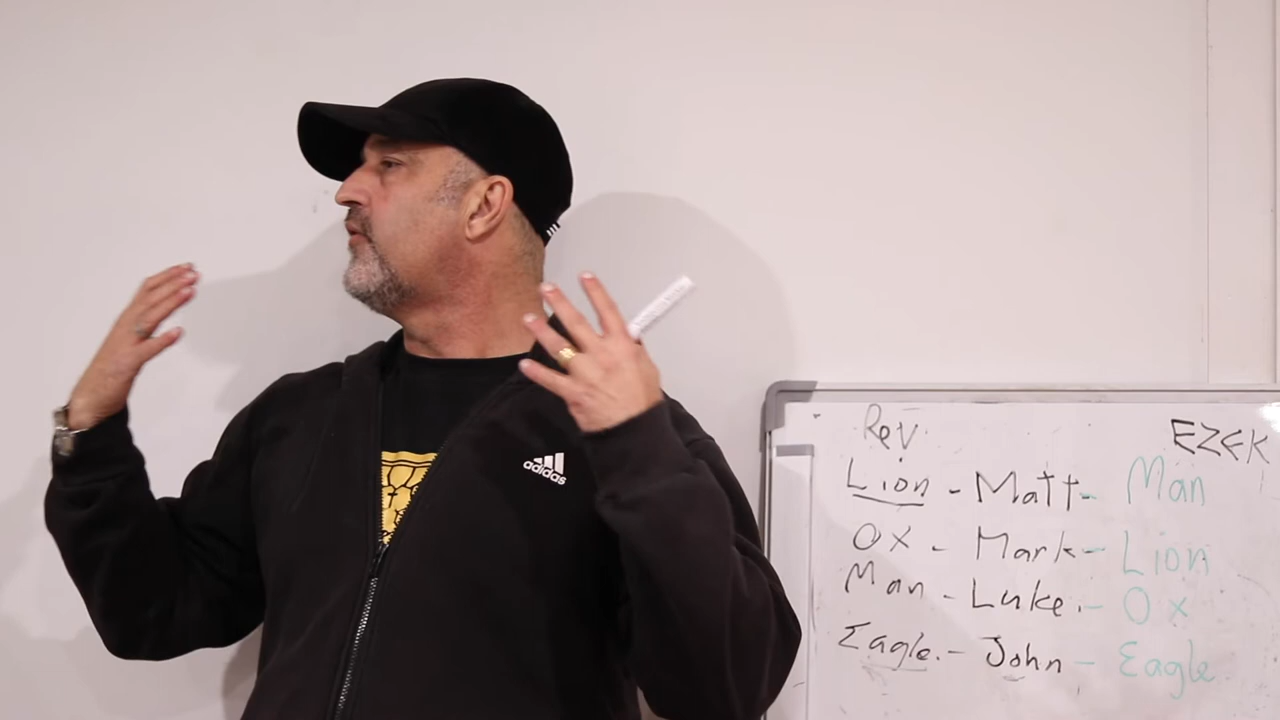 adidas
Rev. EZEK
Lion - Matt - Man
Ox - Mark - Lion
Man - Luke. - Ox
Eagle. - John - Eagle